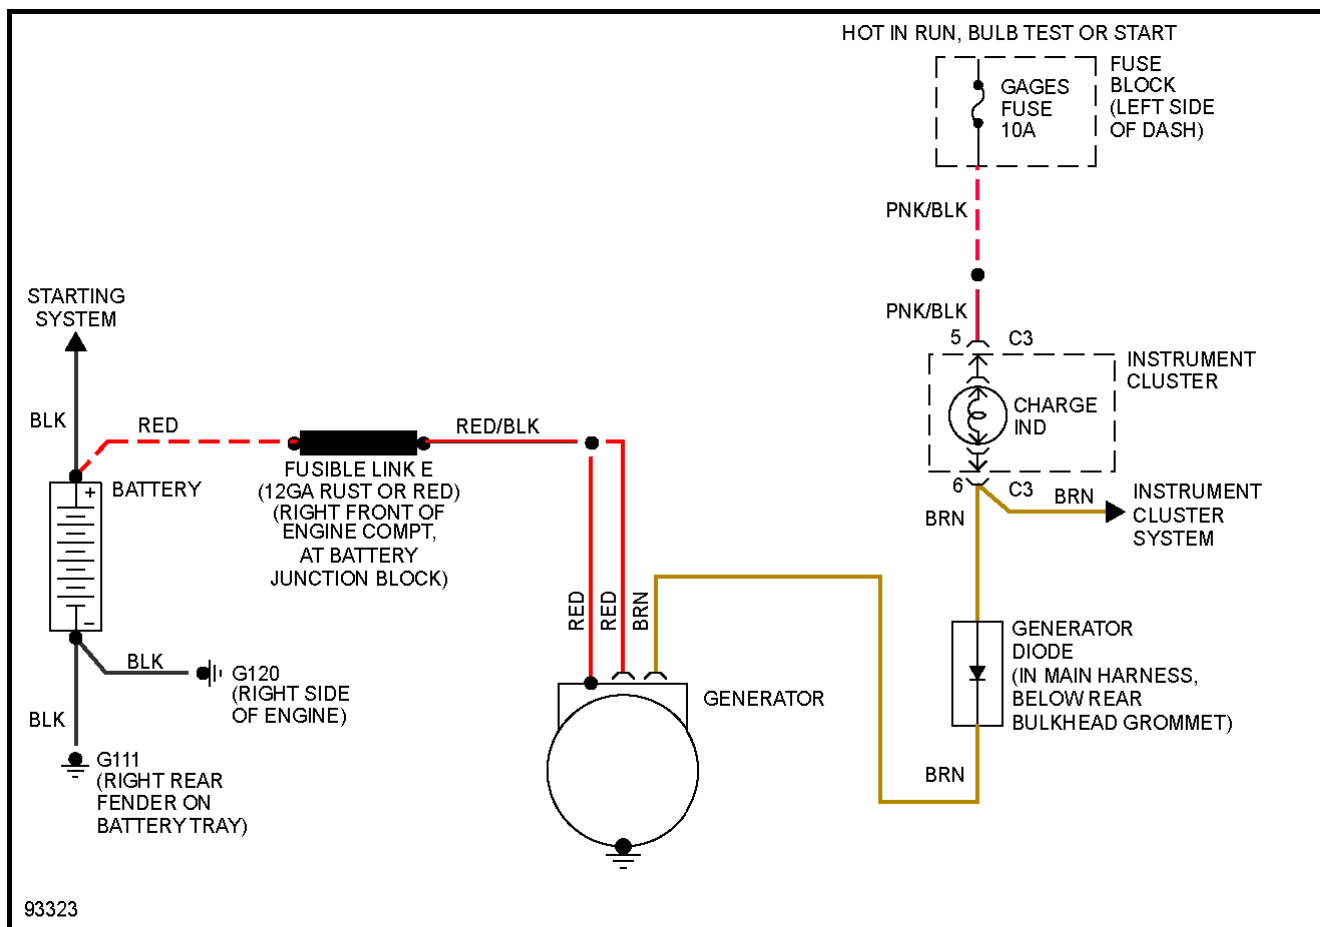 HOT IN RUN, BULB TEST OR START
GAGES
FUSE
10A
FUSE
BLOCK
(LEFT SIDE
OF DASH)
PNK/BLK
PNK/BLK
5
C3
INSTRUMENT
CLUSTER
CHARGE
IND
6
C3
BRN
BRN
INSTRUMENT
CLUSTER
SYSTEM
STARTING
SYSTEM
BLK
RED
RED/BLK
FUSIBLE LINK E
(12GA RUST OR RED)
(RIGHT FRONT OF
ENGINE COMPT,
AT BATTERY
JUNCTION BLOCK)
+
BATTERY
−
RED
RED
BRN
GENERATOR
DIODE
(IN MAIN HARNESS,
BELOW REAR
BULKHEAD GROMMET)
BLK
G120
(RIGHT SIDE
OF ENGINE)
GENERATOR
BLK
G111
(RIGHT REAR
FENDER ON
BATTERY TRAY)
BRN
93323